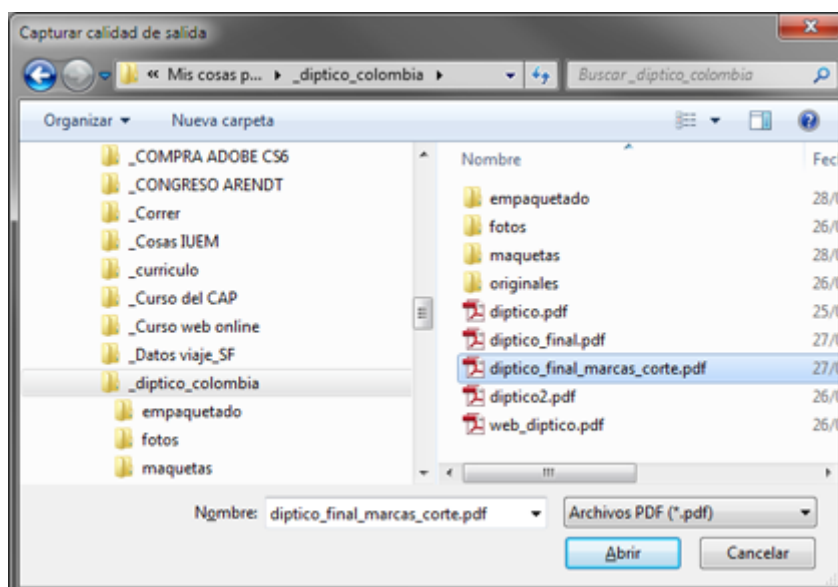 Capturar calidad de salida
« Mis cosas p... ▸ _diptico_colombia ▸
Buscar _diptico_colombia
Organizar
Nueva carpeta
_COMPRA ADOBE CS6
_CONGRESO ARENDT
_Correr
_Cosas IUEM
_curriculo
_Curso del CAP
_Curso web online
_Datos viaje_SF
_diptico_colombia
empaquetado
fotos
maquetas
Nombre
Fecl
empaquetado 28/
fotos 26/
maquetas 28/
originales 26/
diptico.pdf 25/
diptico_final.pdf 27/
diptico_final_marcas_corte.pdf 27/
diptico2.pdf 26/
web_diptico.pdf 26/
Nombre: diptico_final_marcas_corte.pdf
Archivos PDF (*.pdf)
Abrir
Cancelar